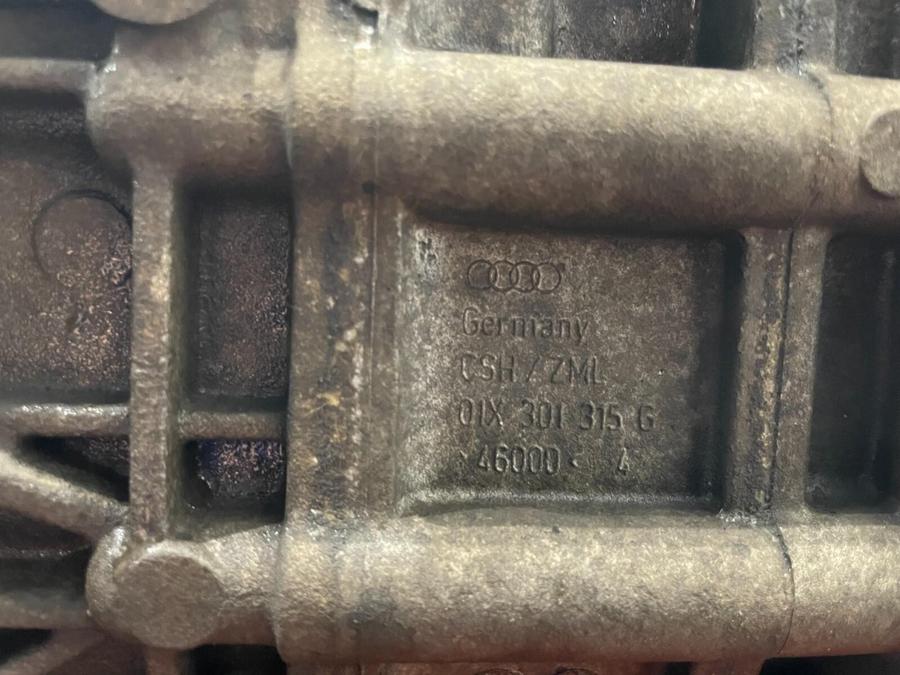 Germany
CSH / ZML
01X 301 315 G
>46000< 4